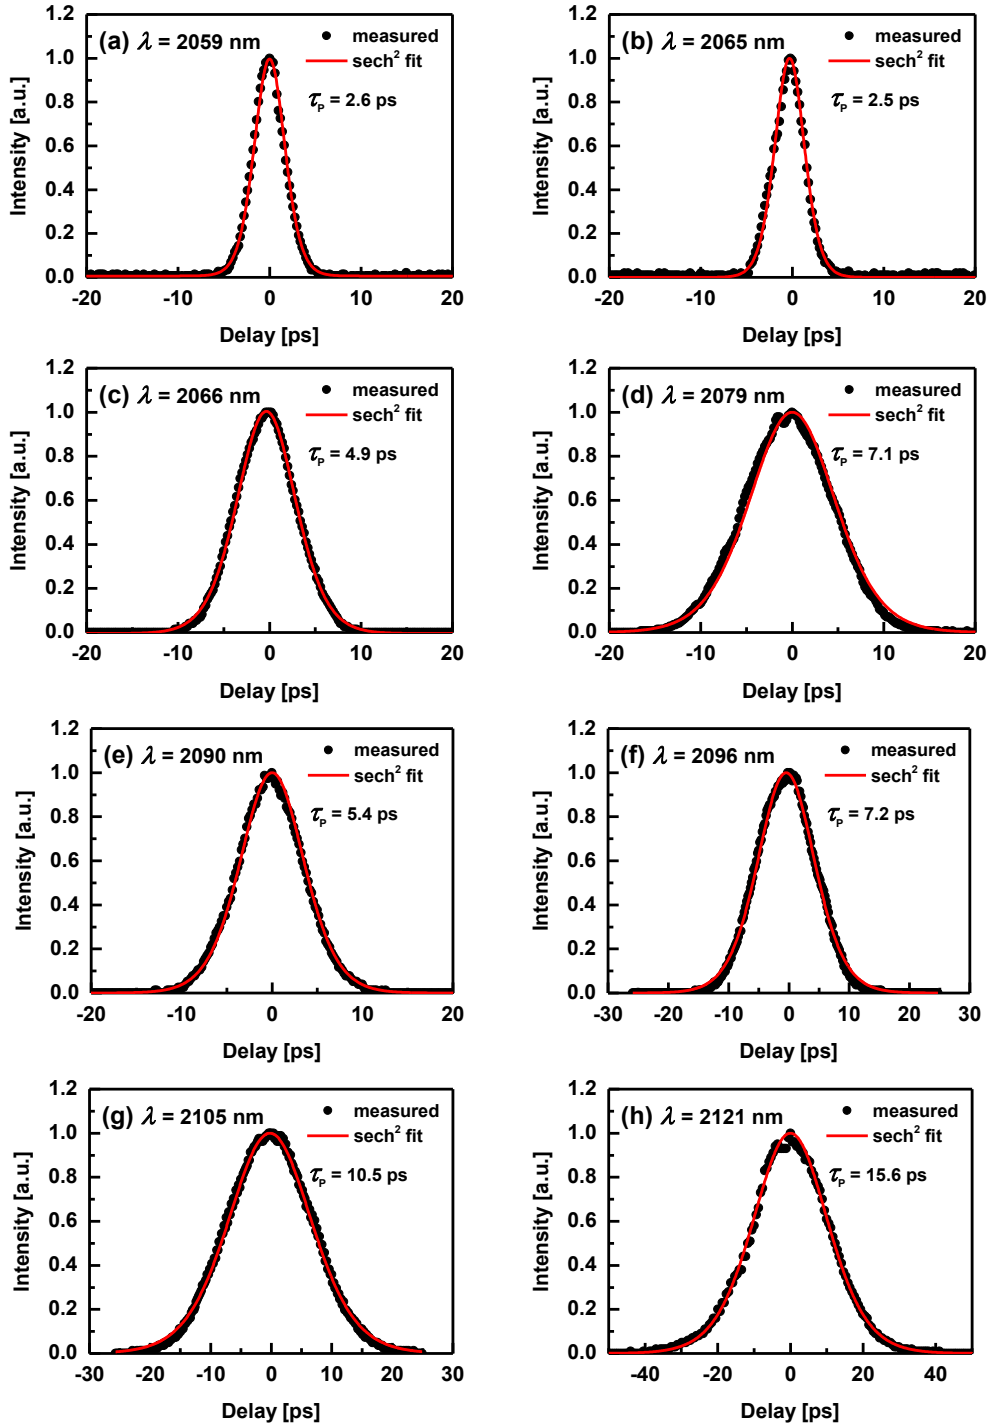 (a) λ = 2059 nm
measured
sech² fit
τP = 2.6 ps
Intensity [a.u.]
1.2
1.0
0.8
0.6
0.4
0.2
0.0
-20 -10 0 10 20
Delay [ps]
(b) λ = 2065 nm
measured
sech² fit
τP = 2.5 ps
Intensity [a.u.]
1.2
1.0
0.8
0.6
0.4
0.2
0.0
-20 -10 0 10 20
Delay [ps]
(c) λ = 2066 nm
measured
sech² fit
τP = 4.9 ps
Intensity [a.u.]
1.2
1.0
0.8
0.6
0.4
0.2
0.0
-20 -10 0 10 20
Delay [ps]
(d) λ = 2079 nm
measured
sech² fit
τP = 7.1 ps
Intensity [a.u.]
1.2
1.0
0.8
0.6
0.4
0.2
0.0
-20 -10 0 10 20
Delay [ps]
(e) λ = 2090 nm
measured
sech² fit
τP = 5.4 ps
Intensity [a.u.]
1.2
1.0
0.8
0.6
0.4
0.2
0.0
-20 -10 0 10 20
Delay [ps]
(f) λ = 2096 nm
measured
sech² fit
τP = 7.2 ps
Intensity [a.u.]
1.2
1.0
0.8
0.6
0.4
0.2
0.0
-30 -20 -10 0 10 20 30
Delay [ps]
(g) λ = 2105 nm
measured
sech² fit
τP = 10.5 ps
Intensity [a.u.]
1.2
1.0
0.8
0.6
0.4
0.2
0.0
-30 -20 -10 0 10 20 30
Delay [ps]
(h) λ = 2121 nm
measured
sech² fit
τP = 15.6 ps
Intensity [a.u.]
1.2
1.0
0.8
0.6
0.4
0.2
0.0
-40 -20 0 20 40
Delay [ps]